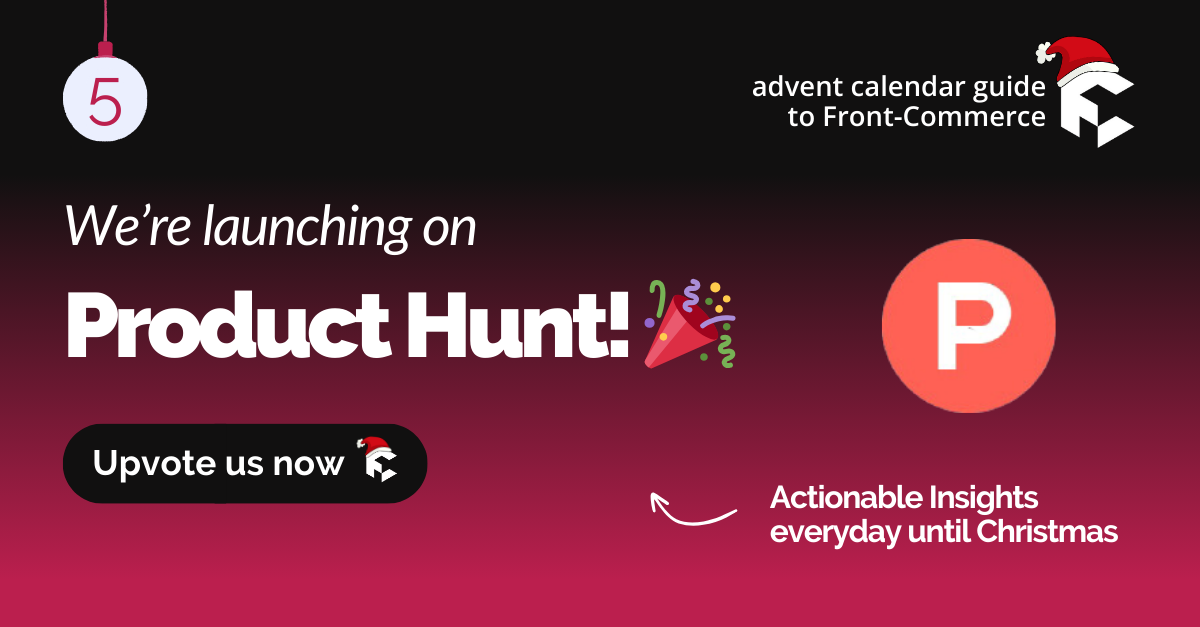 5
advent calendar guide
to Front-Commerce
We’re launching on
Product Hunt!
P
Upvote us now
Actionable Insights
everyday until Christmas